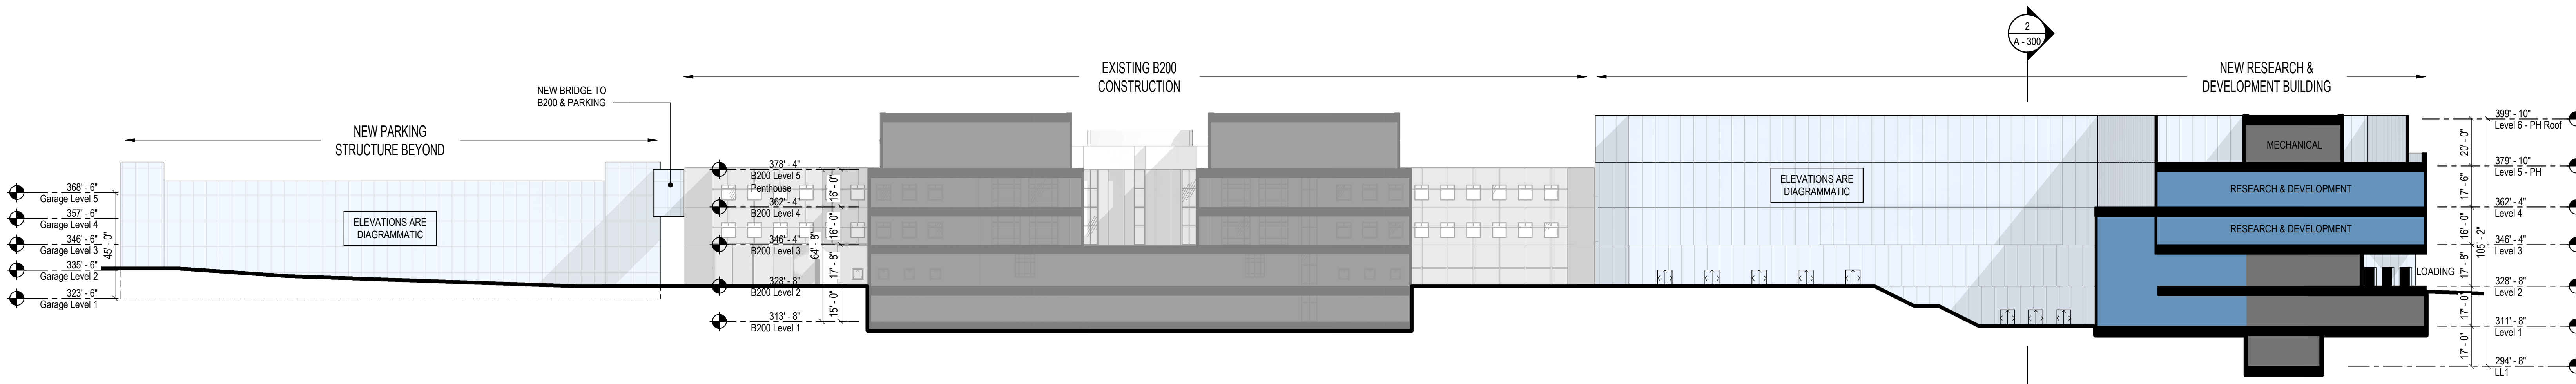 2
A - 300
EXISTING B200
CONSTRUCTION
NEW RESEARCH &
DEVELOPMENT BUILDING
NEW BRIDGE TO
B200 & PARKING
NEW PARKING
STRUCTURE BEYOND
368' - 6"
Garage Level 5
357' - 6"
Garage Level 4
346' - 6"
Garage Level 3
335' - 6"
Garage Level 2
323' - 6"
Garage Level 1
45' - 0"
ELEVATIONS ARE
DIAGRAMMATIC
378' - 4"
B200 Level 5
Penthouse
362' - 4"
B200 Level 4
346' - 4"
B200 Level 3
328' - 8"
B200 Level 2
313' - 8"
B200 Level 1
16' - 0"
16' - 0"
17' - 8"
15' - 0"
64' - 8"
ELEVATIONS ARE
DIAGRAMMATIC
MECHANICAL
RESEARCH & DEVELOPMENT
RESEARCH & DEVELOPMENT
LOADING
20' - 0"
17' - 6"
16' - 0"
17' - 8"
17' - 0"
17' - 0"
105' - 2"
399' - 10"
Level 6 - PH Roof
379' - 10"
Level 5 - PH
362' - 4"
Level 4
346' - 4"
Level 3
328' - 8"
Level 2
311' - 8"
Level 1
294' - 8"
LL1